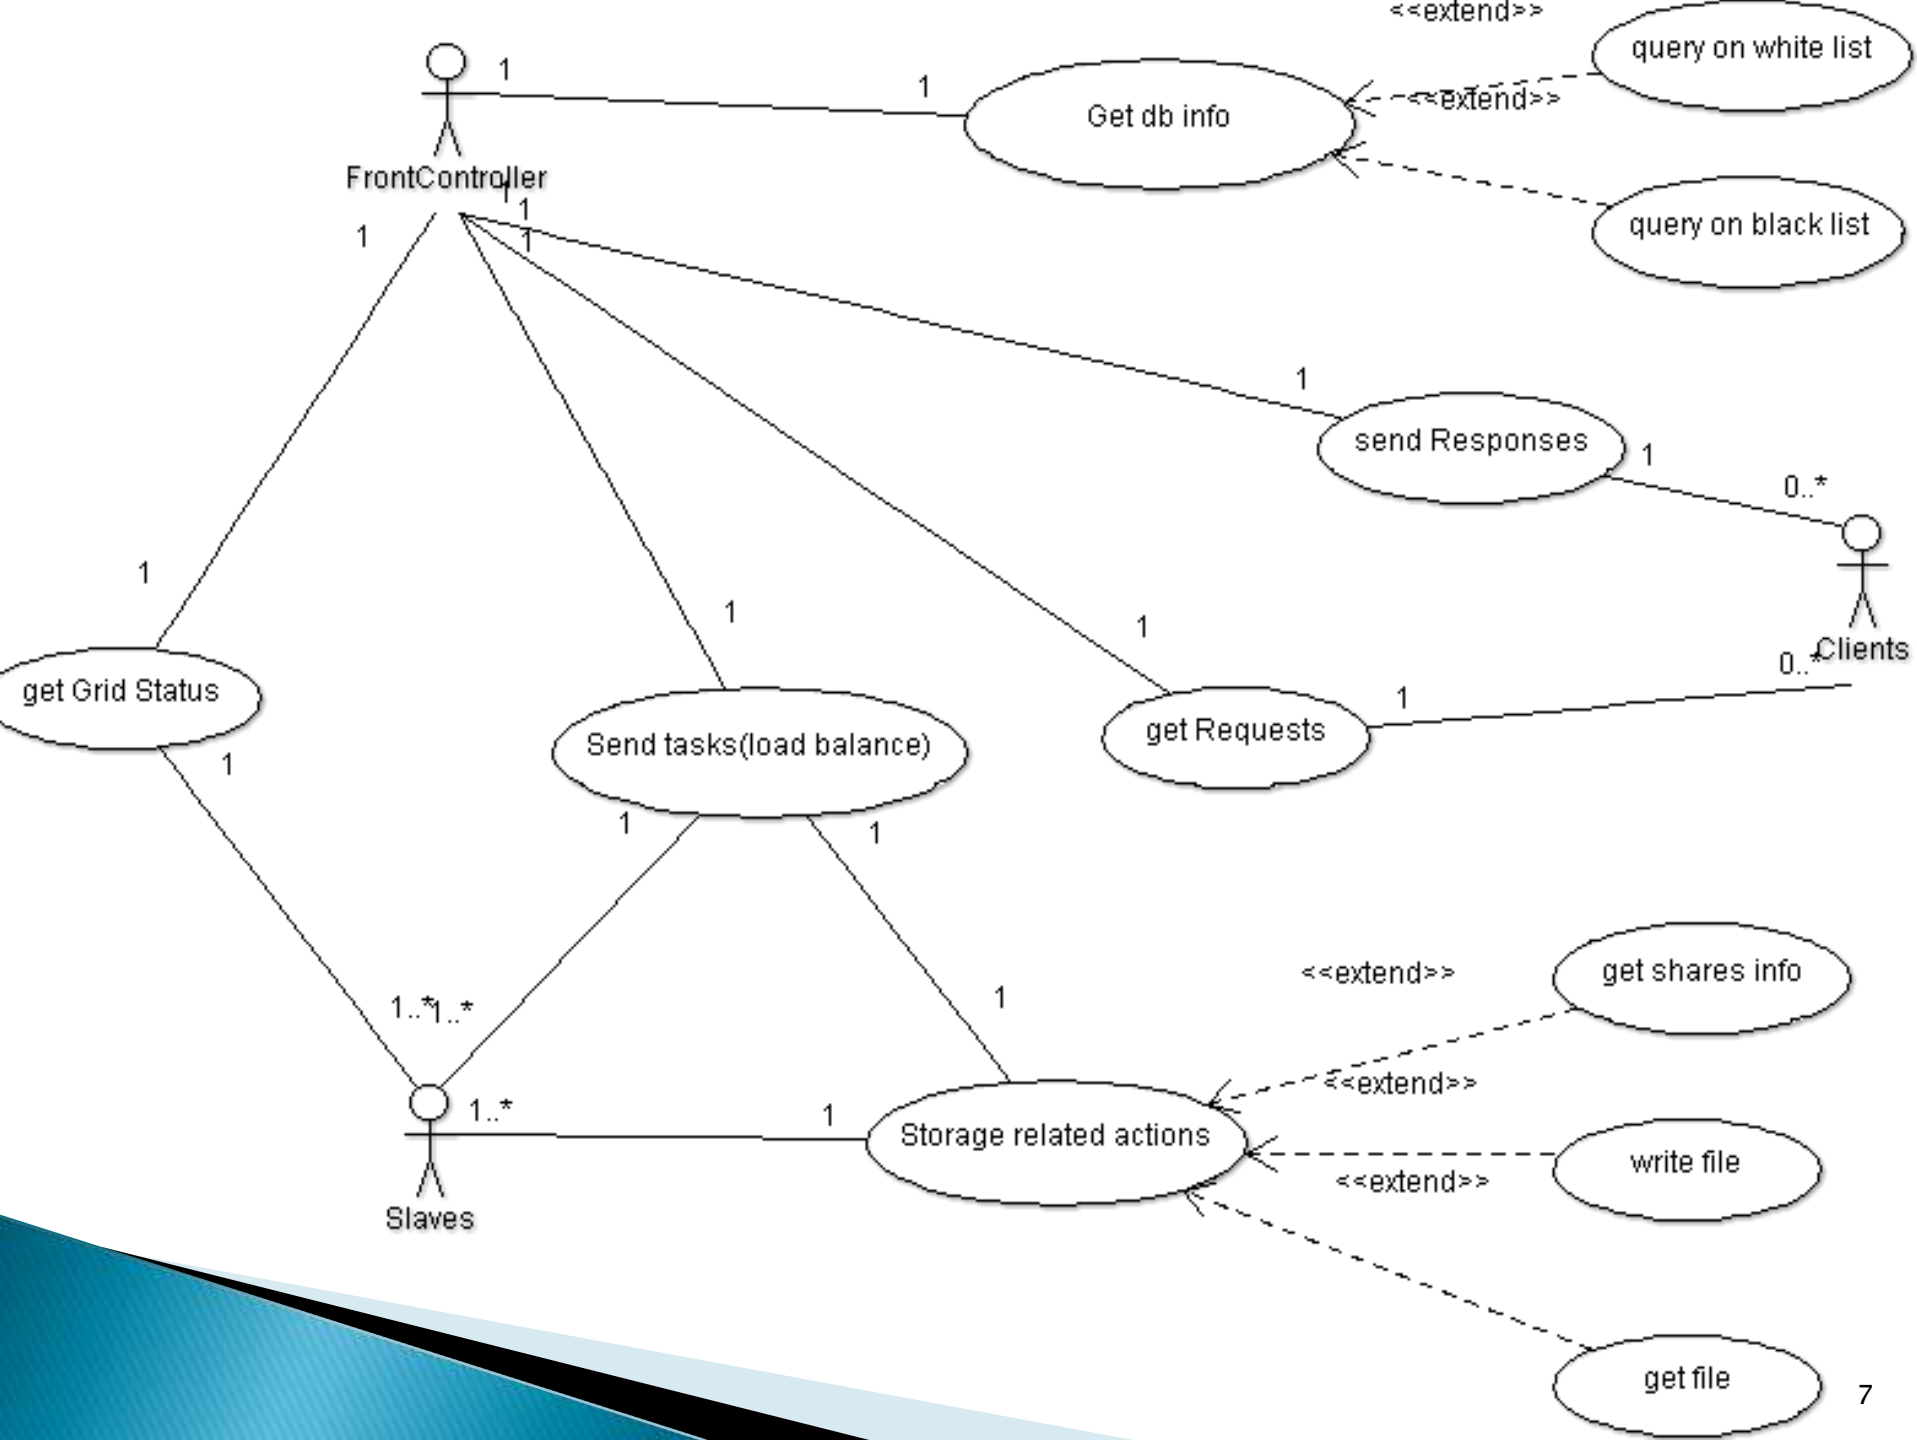 <<extend>>
query on white list
1
1
Get db info
<<extend>>
FrontController
1
1
1
1
query on black list
1
send Responses
1
0..*
1
1
1
Clients
0..*
get Grid Status
1
get Requests
Send tasks(load balance)
1
1
1
get shares info
<<extend>>
1
1..*
1..*
<<extend>>
1..*
1
Storage related actions
write file
<<extend>>
Slaves
get file
7